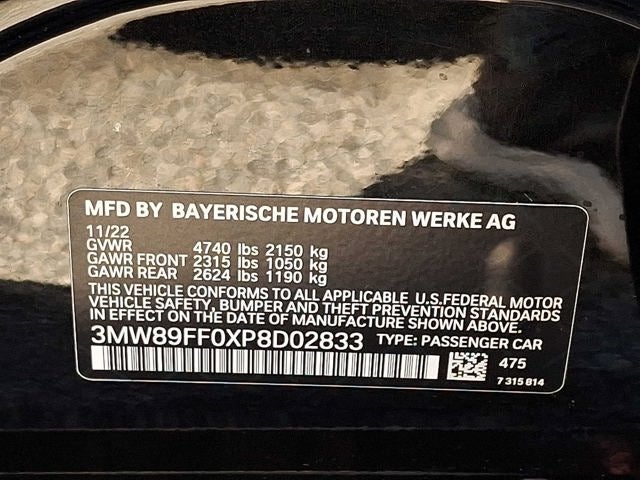 MFD BY BAYERISCHE MOTOREN WERKE AG
11/22
GVWR 4740 lbs 2150 kg
GAWR FRONT 2315 lbs 1050 kg
GAWR REAR 2624 lbs 1190 kg
THIS VEHICLE CONFORMS TO ALL APPLICABLE U.S.FEDERAL MOTOR
VEHICLE SAFETY, BUMPER AND THEFT PREVENTION STANDARDS
IN EFFECT ON THE DATE OF MANUFACTURE SHOWN ABOVE.
3MW89FF0XP8D02833 TYPE: PASSENGER CAR
475
7 315 814